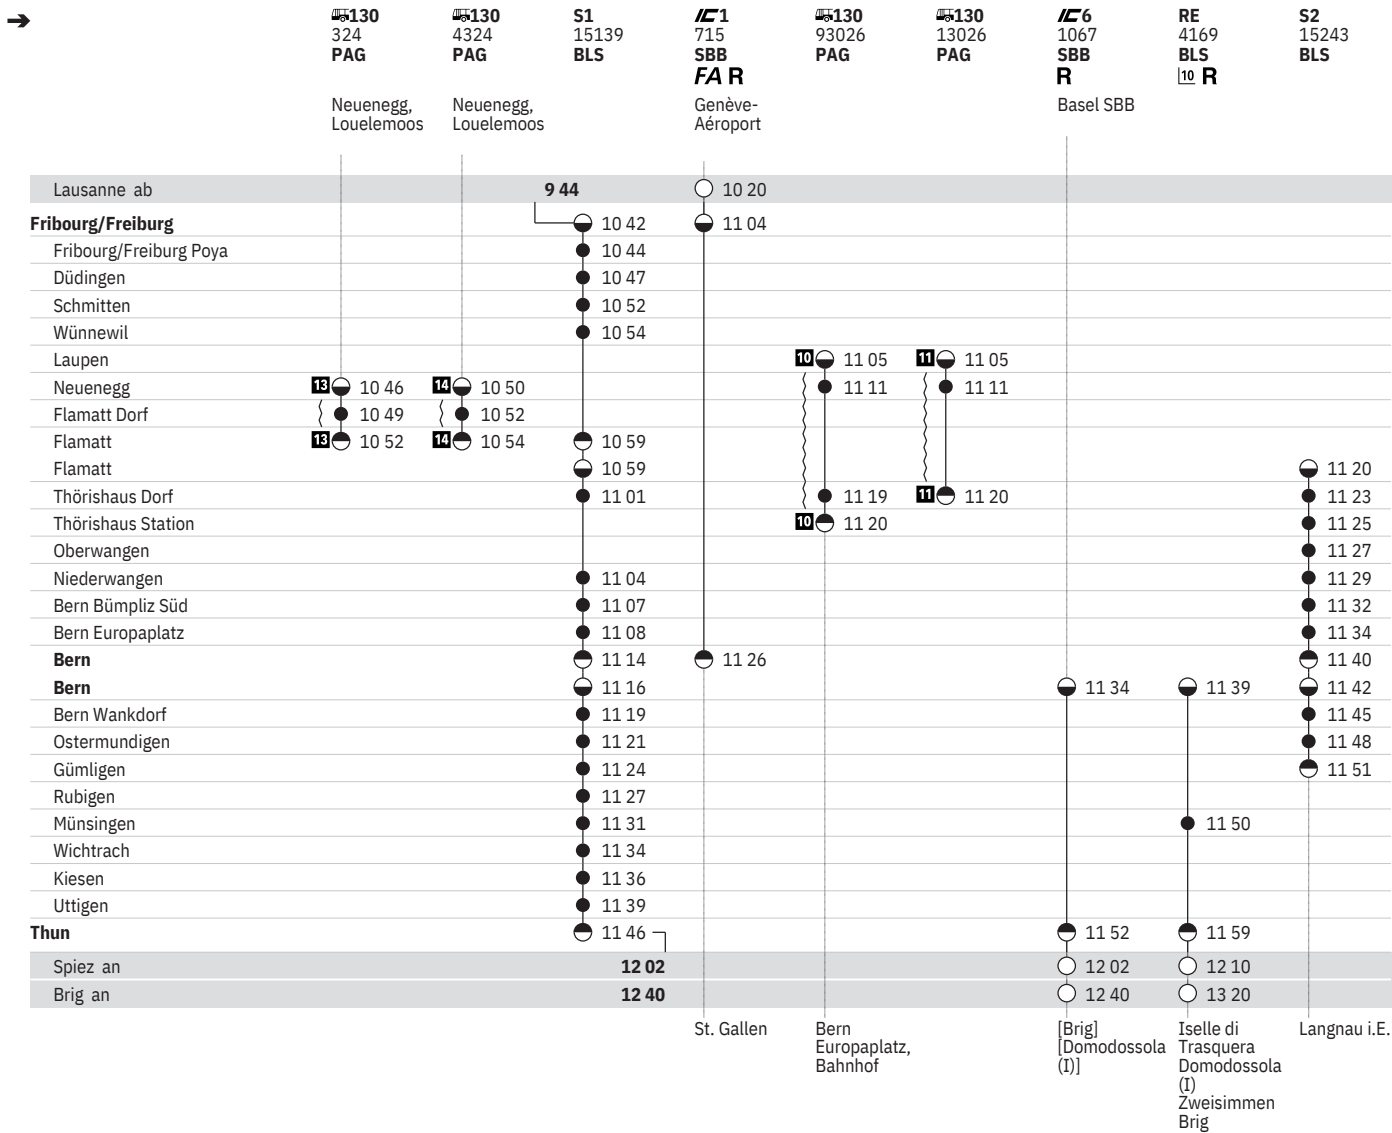 ➔ 130 130 S1 IC1 130 130 IC6 RE S2
324 4324 15139 715 93026 13026 1067 4169 15243
PAG PAG BLS SBB PAG PAG SBB BLS BLS
FA R R 10 R
Neuenegg, Neuenegg, Genève- Basel SBB
Louelemoos Louelemoos Aéroport
Lausanne ab 9 44 10 20
Fribourg/Freiburg 10 42 11 04
Fribourg/Freiburg Poya 10 44
Düdingen 10 47
Schmitten 10 52
Wünnewil 10 54
Laupen 10 11 05 11 11 05
Neuenegg 13 10 46 14 10 50 11 11 11 11
Flamatt Dorf 10 49 10 52
Flamatt 13 10 52 14 10 54 10 59
Flamatt 10 59 11 20
Thörishaus Dorf 11 01 11 19 11 11 20 11 23
Thörishaus Station 10 11 20 11 25
Oberwangen 11 27
Niederwangen 11 04 11 29
Bern Bümpliz Süd 11 07 11 32
Bern Europaplatz 11 08 11 34
Bern 11 14 11 26 11 40
Bern 11 16 11 34 11 39 11 42
Bern Wankdorf 11 19 11 45
Ostermundigen 11 21 11 48
Gümligen 11 24 11 51
Rubigen 11 27
Münsingen 11 31 11 50
Wichtrach 11 34
Kiesen 11 36
Uttigen 11 39
Thun 11 46 11 52 11 59
Spiez an 12 02 12 02 12 10
Brig an 12 40 12 40 13 20
St. Gallen Bern [Brig] Iselle di Langnau i.E.
Europaplatz, [Domodossola Trasquera
Bahnhof (I)] Domodossola
(I)
Zweisimmen
Brig